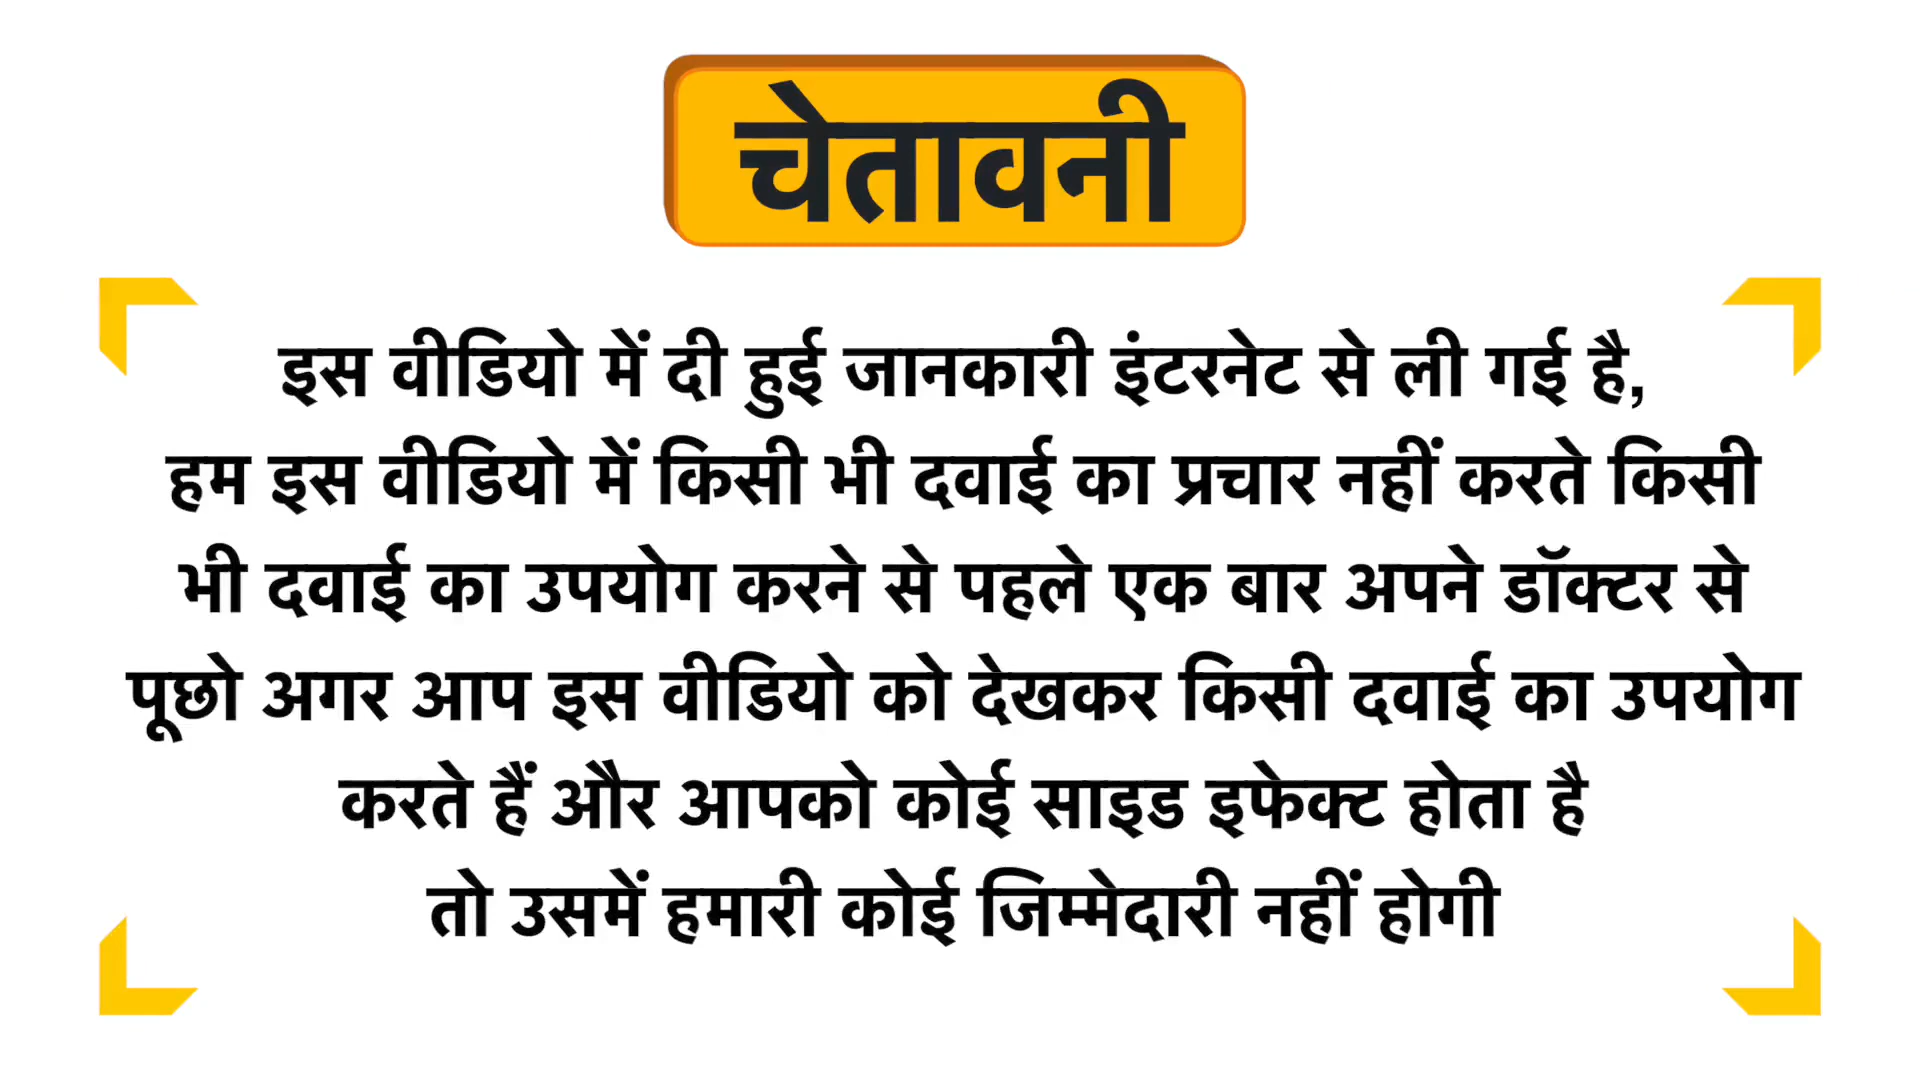 चेतावनी
इस वीडियो में दी हुई जानकारी इंटरनेट से ली गई है,
हम इस वीडियो में किसी भी दवाई का प्रचार नहीं करते किसी
भी दवाई का उपयोग करने से पहले एक बार अपने डॉक्टर से
पूछो अगर आप इस वीडियो को देखकर किसी दवाई का उपयोग
करते हैं और आपको कोई साइड इफेक्ट होता है
तो उसमें हमारी कोई जिम्मेदारी नहीं होगी